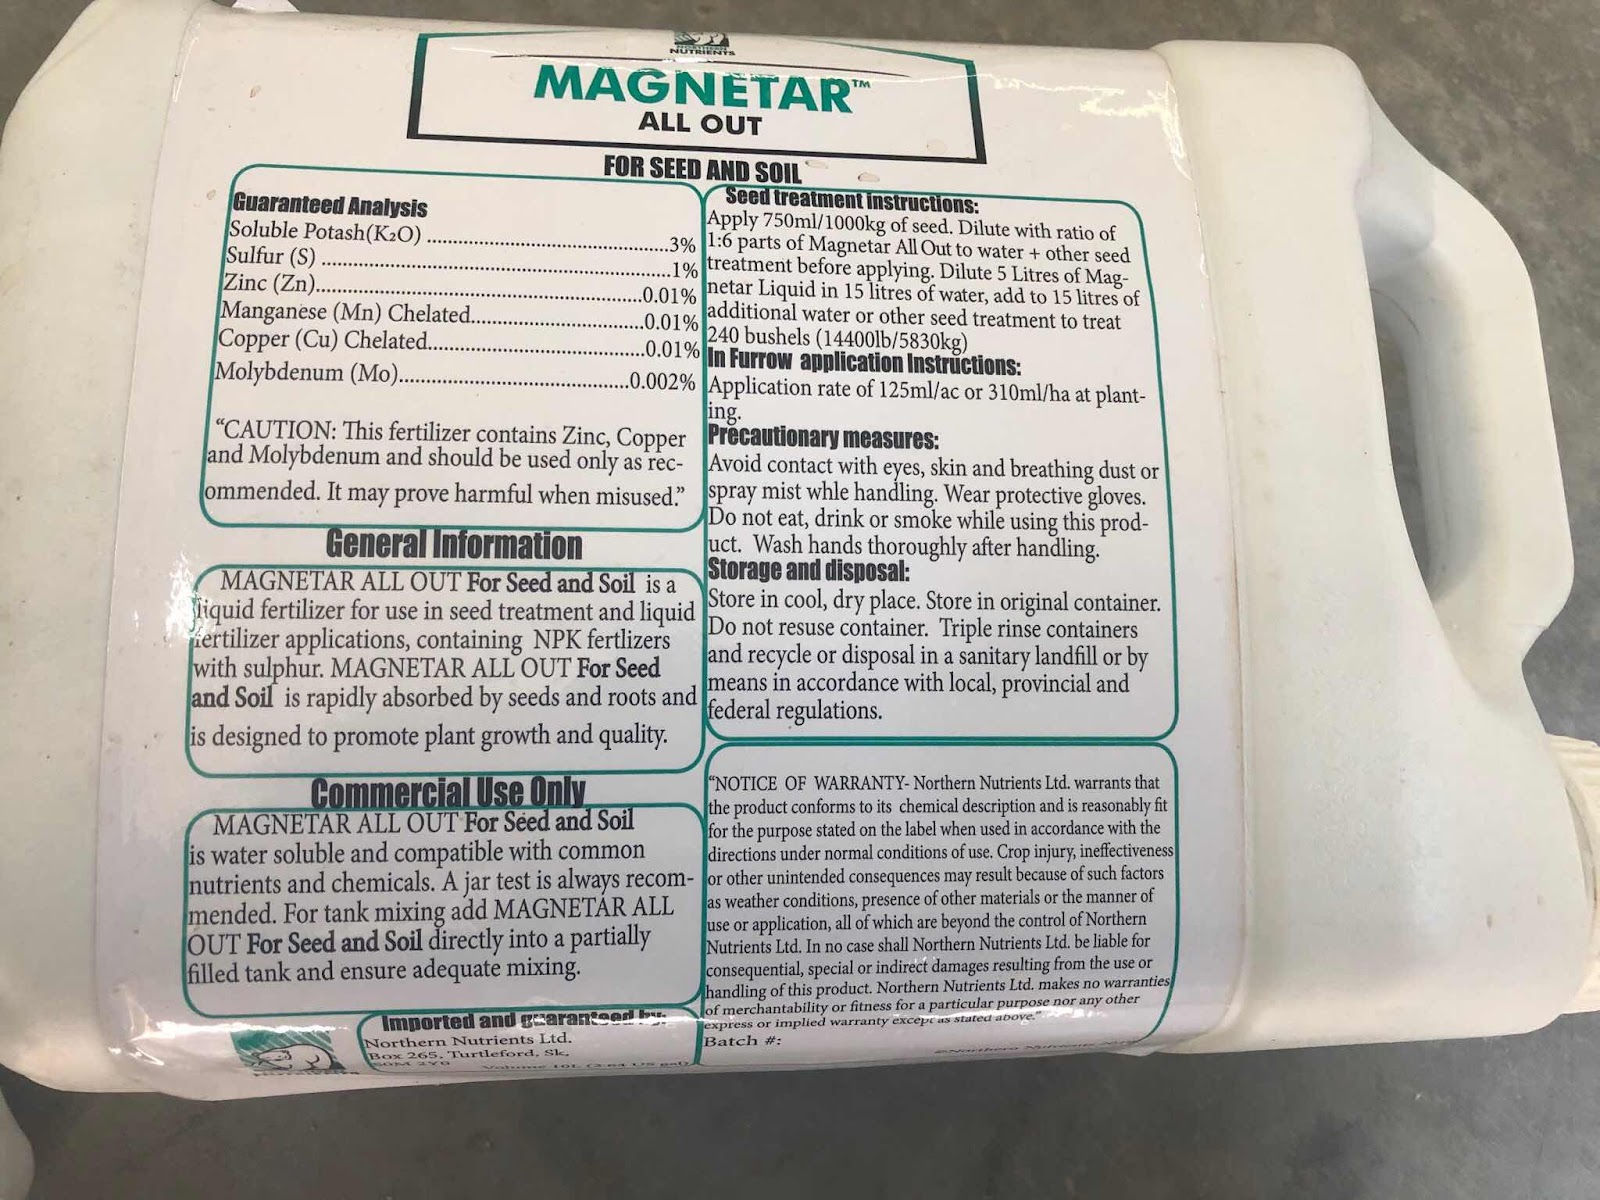 NORTHERN
NUTRIENTS
MAGNETAR™
ALL OUT
FOR SEED AND SOIL
Guaranteed Analysis
Soluble Potash(K₂O) ........................................3%
Sulfur (S) ........................................................1%
Zinc (Zn)....................................................0.01%
Manganese (Mn) Chelated...........................0.01%
Copper (Cu) Chelated..................................0.01%
Molybdenum (Mo).....................................0.002%
“CAUTION: This fertilizer contains Zinc, Copper
and Molybdenum and should be used only as rec-
ommended. It may prove harmful when misused.”
General Information
MAGNETAR ALL OUT For Seed and Soil is a
liquid fertilizer for use in seed treatment and liquid
fertilizer applications, containing NPK fertlizers
with sulphur. MAGNETAR ALL OUT For Seed
and Soil is rapidly absorbed by seeds and roots and
is designed to promote plant growth and quality.
Commercial Use Only
MAGNETAR ALL OUT For Seed and Soil
is water soluble and compatible with common
nutrients and chemicals. A jar test is always recom-
mended. For tank mixing add MAGNETAR ALL
OUT For Seed and Soil directly into a partially
filled tank and ensure adequate mixing.
Imported and guaranteed by:
Northern Nutrients Ltd.
Box 265, Turtleford, Sk,
S0M 2Y0 Volume 10L (2.64 US gal)
Seed treatment Instructions:
Apply 750ml/1000kg of seed. Dilute with ratio of
1:6 parts of Magnetar All Out to water + other seed
treatment before applying. Dilute 5 Litres of Mag-
netar Liquid in 15 litres of water, add to 15 litres of
additional water or other seed treatment to treat
240 bushels (14400lb/5830kg)
In Furrow application Instructions:
Application rate of 125ml/ac or 310ml/ha at plant-
ing.
Precautionary measures:
Avoid contact with eyes, skin and breathing dust or
spray mist whle handling. Wear protective gloves.
Do not eat, drink or smoke while using this prod-
uct. Wash hands thoroughly after handling.
Storage and disposal:
Store in cool, dry place. Store in original container.
Do not resuse container. Triple rinse containers
and recycle or disposal in a sanitary landfill or by
means in accordance with local, provincial and
federal regulations.
“NOTICE OF WARRANTY- Northern Nutrients Ltd. warrants that
the product conforms to its chemical description and is reasonably fit
for the purpose stated on the label when used in accordance with the
directions under normal conditions of use. Crop injury, ineffectiveness
or other unintended consequences may result because of such factors
as weather conditions, presence of other materials or the manner of
use or application, all of which are beyond the control of Northern
Nutrients Ltd. In no case shall Northern Nutrients Ltd. be liable for
consequential, special or indirect damages resulting from the use or
handling of this product. Northern Nutrients Ltd. makes no warranties
of merchantability or fitness for a particular purpose nor any other
express or implied warranty except as stated above.”
Batch #:
©Northern Nutrients